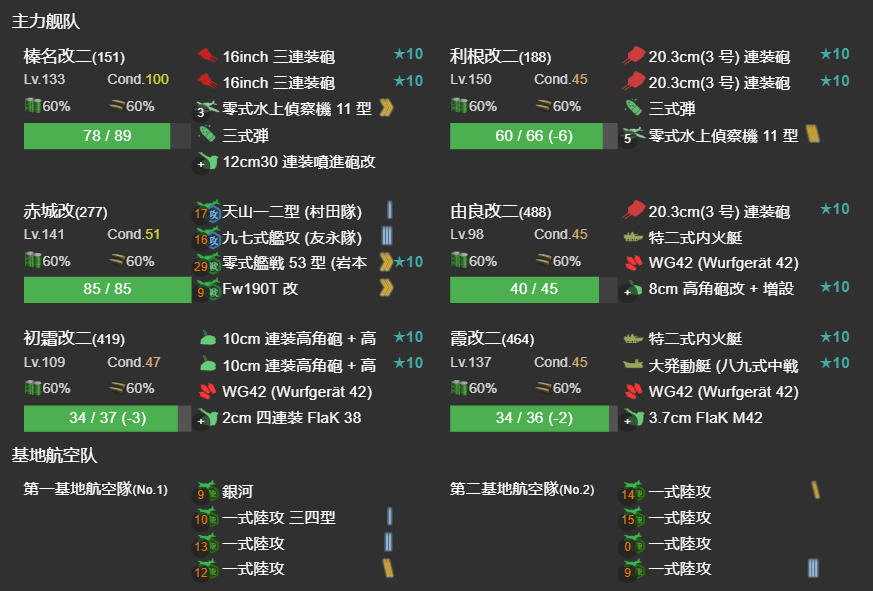 主力舰队
榛名改二(151)
Lv.133 Cond.100
60% 60%
78 / 89
16inch 三連装砲 ★10
16inch 三連装砲 ★10
3 零式水上偵察機 11 型
三式弾
+ 12cm30 連装噴進砲改
利根改二(188)
Lv.150 Cond.45
60% 60%
60 / 66 (-6)
20.3cm(3 号) 連装砲 ★10
20.3cm(3 号) 連装砲 ★10
三式弾
5 零式水上偵察機 11 型
赤城改(277)
Lv.141 Cond.51
60% 60%
85 / 85
17 攻 天山一二型 (村田隊)
16 攻 九七式艦攻 (友永隊)
29 零式艦戦 53 型 (岩本 ★10
9 Fw190T 改
由良改二(488)
Lv.98 Cond.45
60% 60%
40 / 45
20.3cm(3 号) 連装砲 ★10
特二式内火艇
WG42 (Wurfgerät 42)
+ 8cm 高角砲改 + 増設 ★10
初霜改二(419)
Lv.109 Cond.47
60% 60%
34 / 37 (-3)
10cm 連装高角砲 + 高 ★10
10cm 連装高角砲 + 高 ★10
WG42 (Wurfgerät 42)
+ 2cm 四連装 FlaK 38
霞改二(464)
Lv.137 Cond.45
60% 60%
34 / 36 (-2)
特二式内火艇 ★10
大発動艇 (八九式中戦 ★10
WG42 (Wurfgerät 42)
+ 3.7cm FlaK M42
基地航空队
第一基地航空隊(No.1)
9 銀河
10 一式陸攻 三四型
13 一式陸攻
12 一式陸攻
第二基地航空隊(No.2)
14 一式陸攻
15 一式陸攻
0 一式陸攻
9 一式陸攻